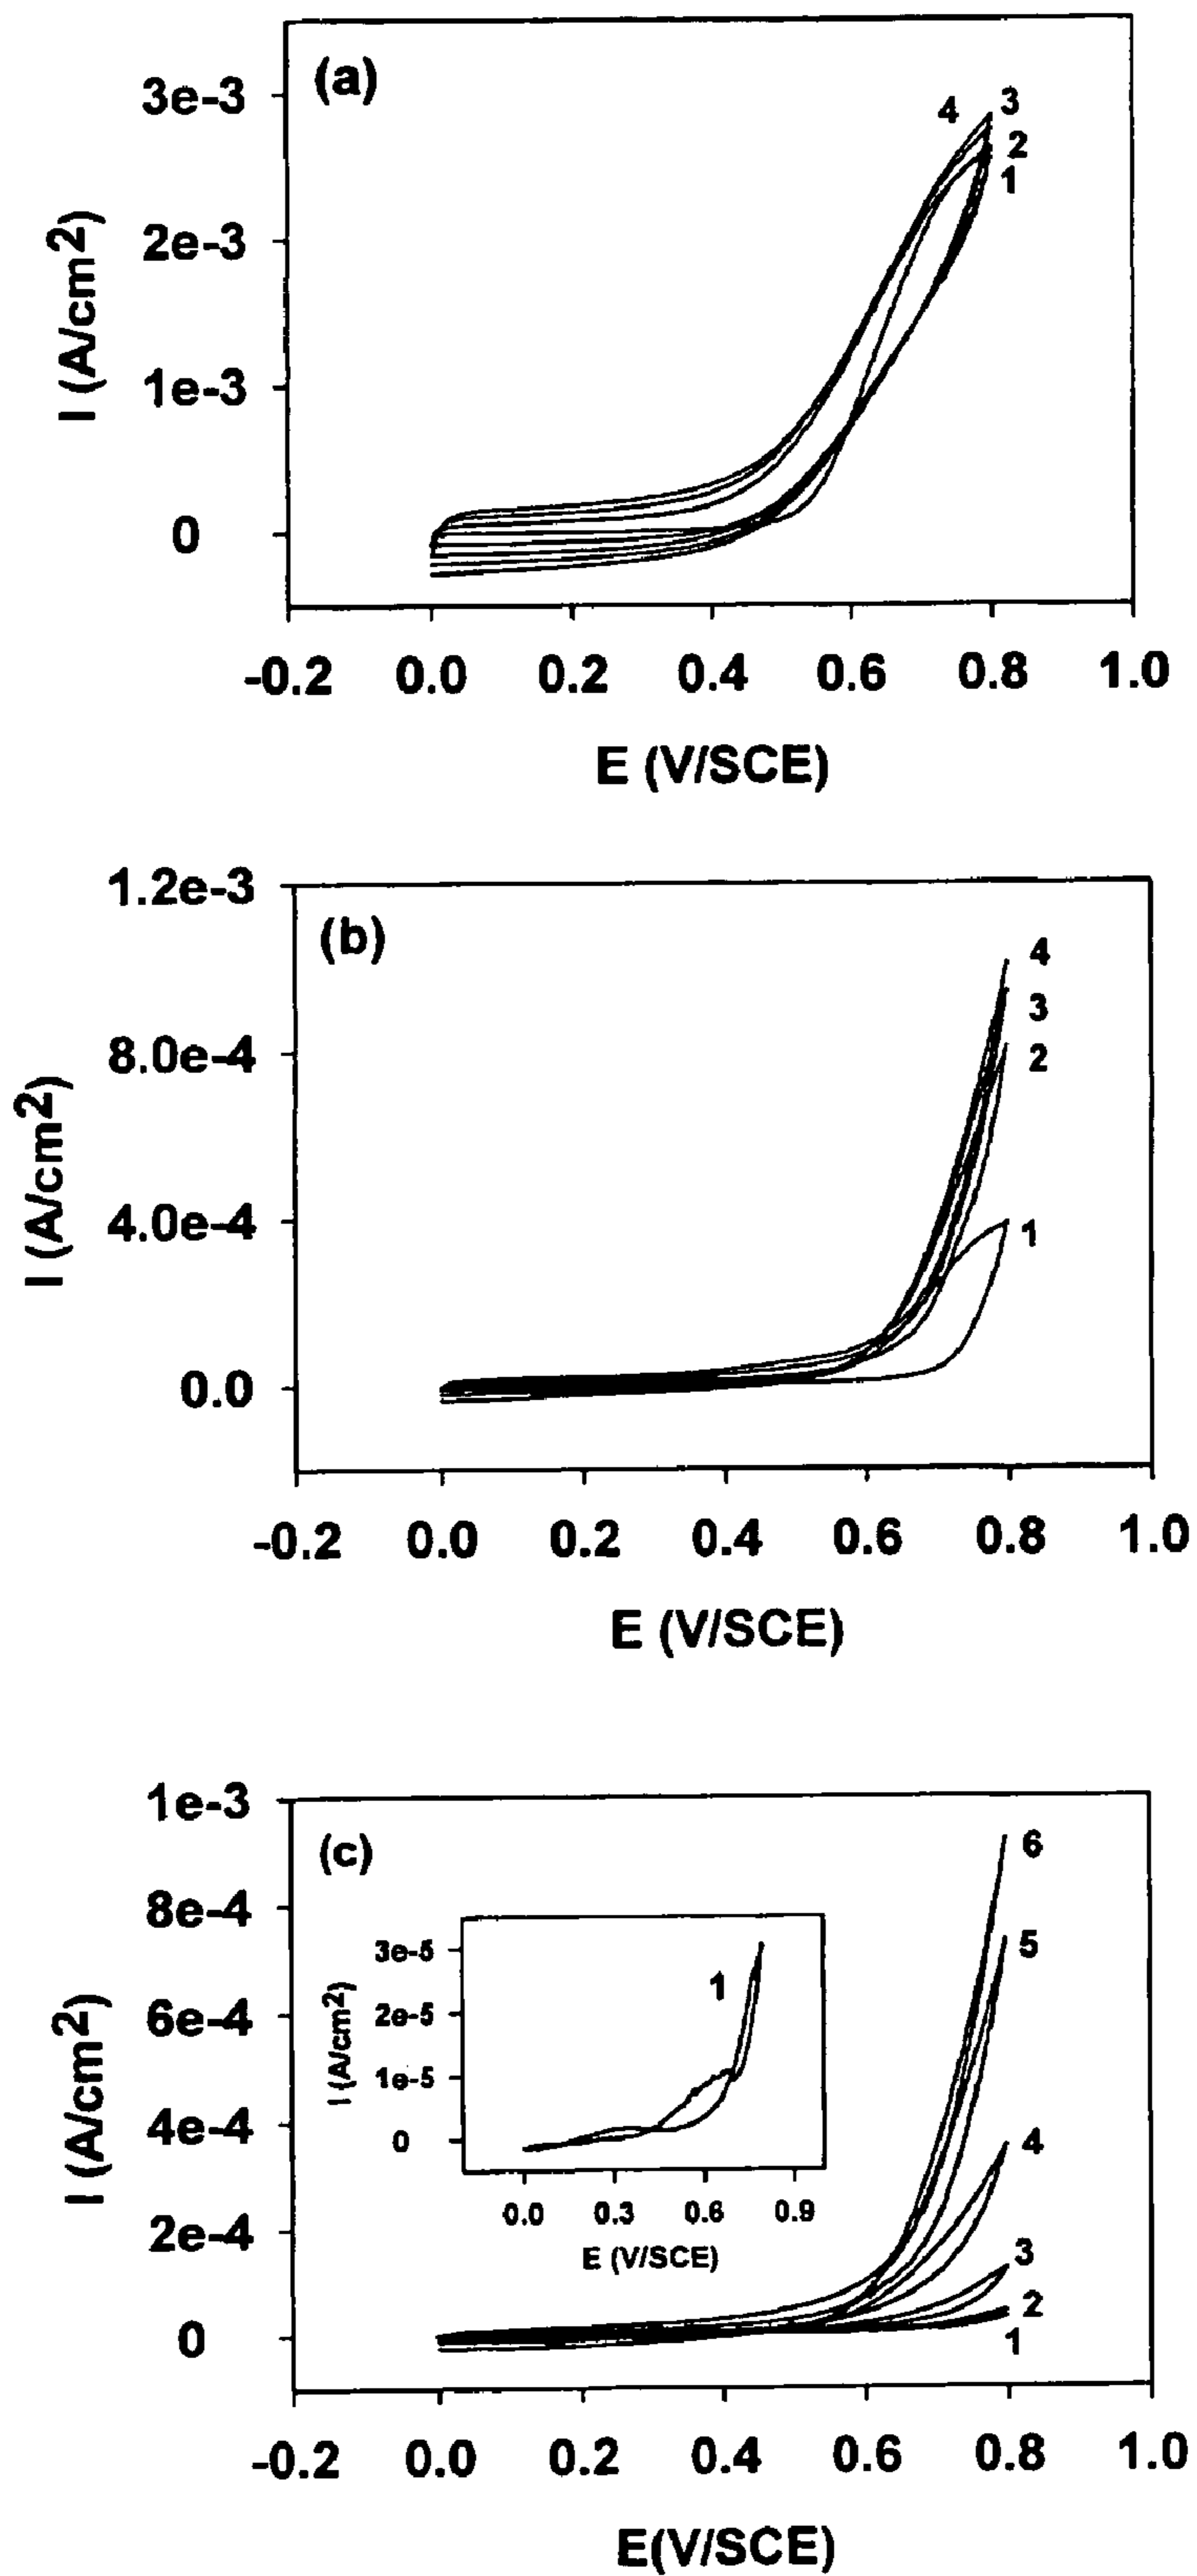 (a)
3e-3
2e-3
1e-3
0
I (A/cm2)
4 3
2
1
-0.2 0.0 0.2 0.4 0.6 0.8 1.0
E (V/SCE)
(b)
1.2e-3
8.0e-4
4.0e-4
0.0
I (A/cm2)
4
3
2
1
-0.2 0.0 0.2 0.4 0.6 0.8 1.0
E (V/SCE)
(c)
1e-3
8e-4
6e-4
4e-4
2e-4
0
I (A/cm2)
6
5
4
3
2
1
3e-5
2e-5
1e-5
0
I (A/cm2)
1
0.0 0.3 0.6 0.9
E (V/SCE)
-0.2 0.0 0.2 0.4 0.6 0.8 1.0
E(V/SCE)